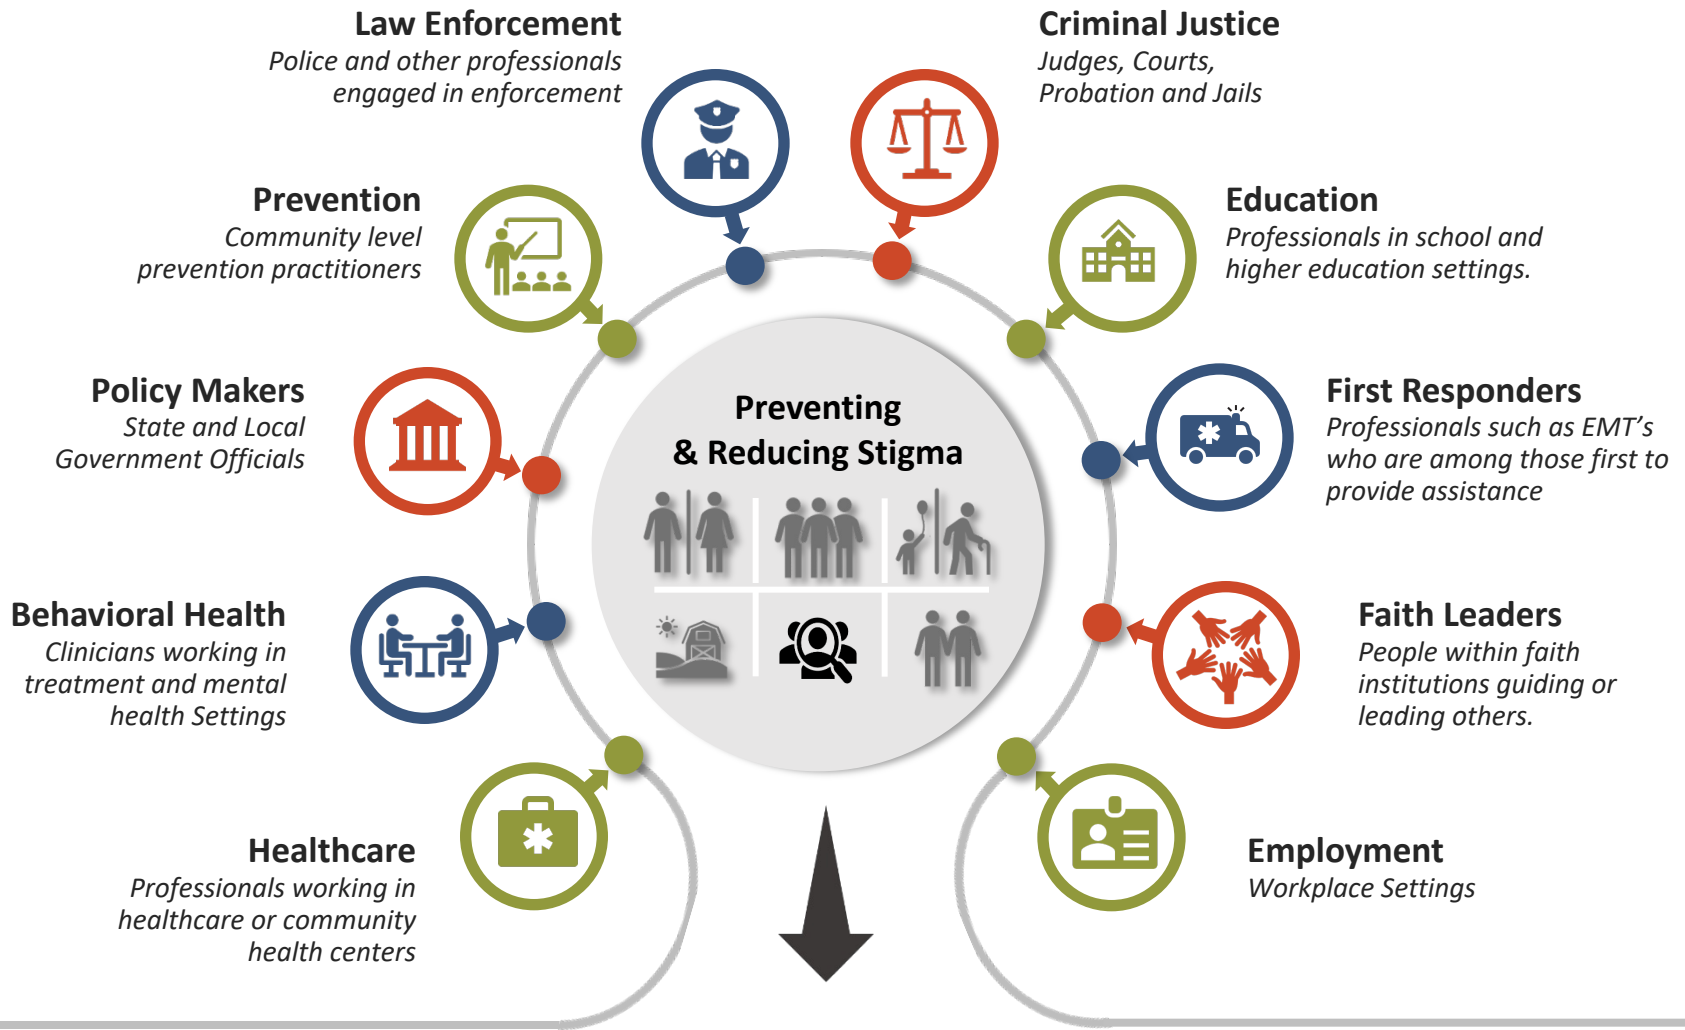 Law Enforcement
Police and other professionals
engaged in enforcement
Criminal Justice
Judges, Courts,
Probation and Jails
Prevention
Community level
prevention practitioners
Education
Professionals in school and
higher education settings.
Policy Makers
State and Local
Government Officials
Preventing
& Reducing Stigma
First Responders
Professionals such as EMT’s
who are among those first to
provide assistance
Behavioral Health
Clinicians working in
treatment and mental
health Settings
Faith Leaders
People within faith
institutions guiding or
leading others.
Healthcare
Professionals working in
healthcare or community
health centers
Employment
Workplace Settings